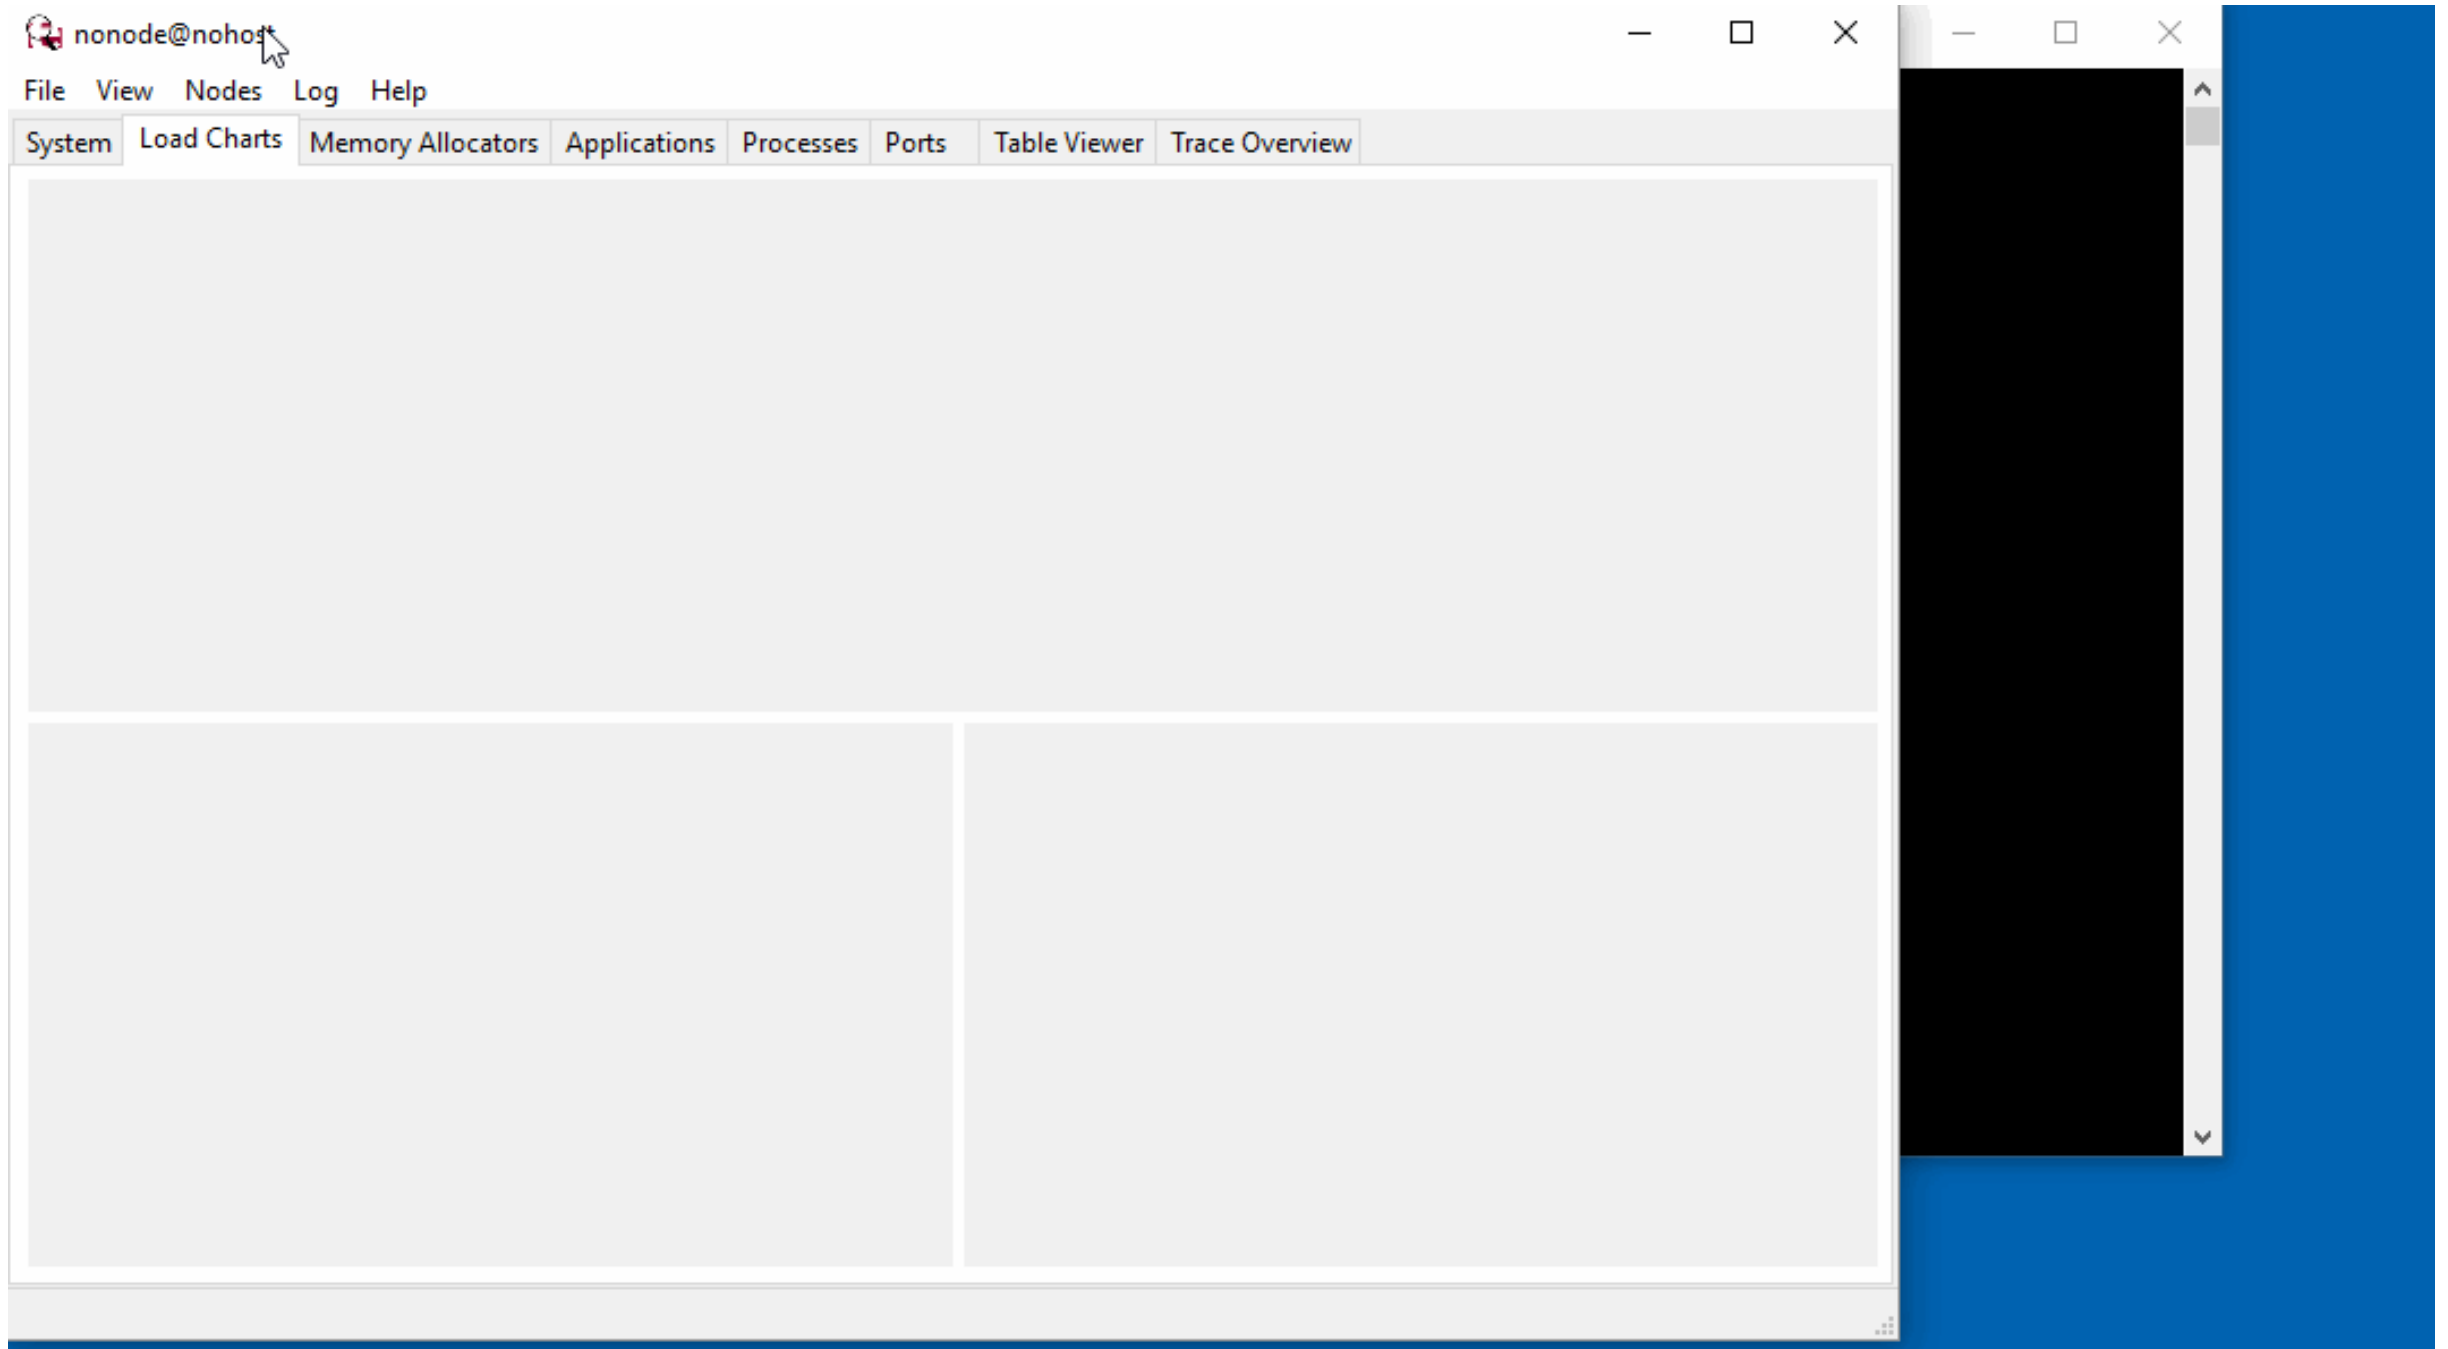 nonode@nohost
File View Nodes Log Help
System Load Charts Memory Allocators Applications Processes Ports Table Viewer Trace Overview